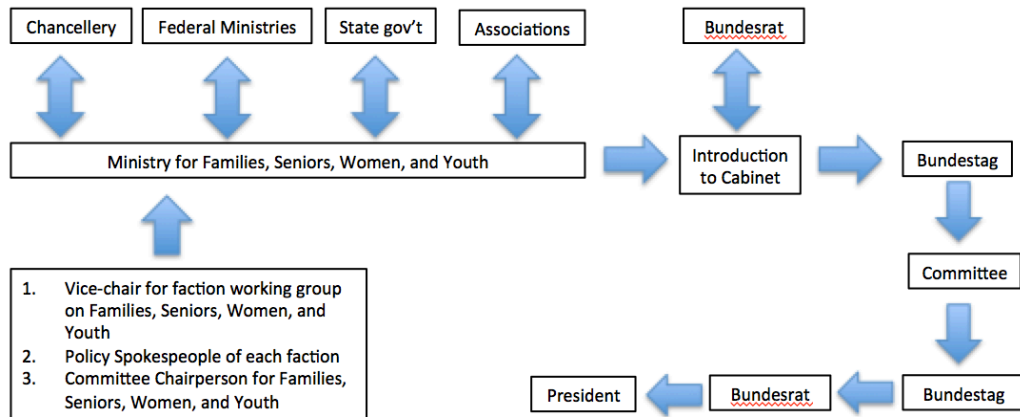 Chancellery
Federal Ministries
State gov't
Associations
Bundesrat
Ministry for Families, Seniors, Women, and Youth
Introduction
to Cabinet
Bundestag
Committee
1. Vice-chair for faction working group
on Families, Seniors, Women, and
Youth
2. Policy Spokespeople of each faction
3. Committee Chairperson for Families,
Seniors, Women, and Youth
President
Bundesrat
Bundestag